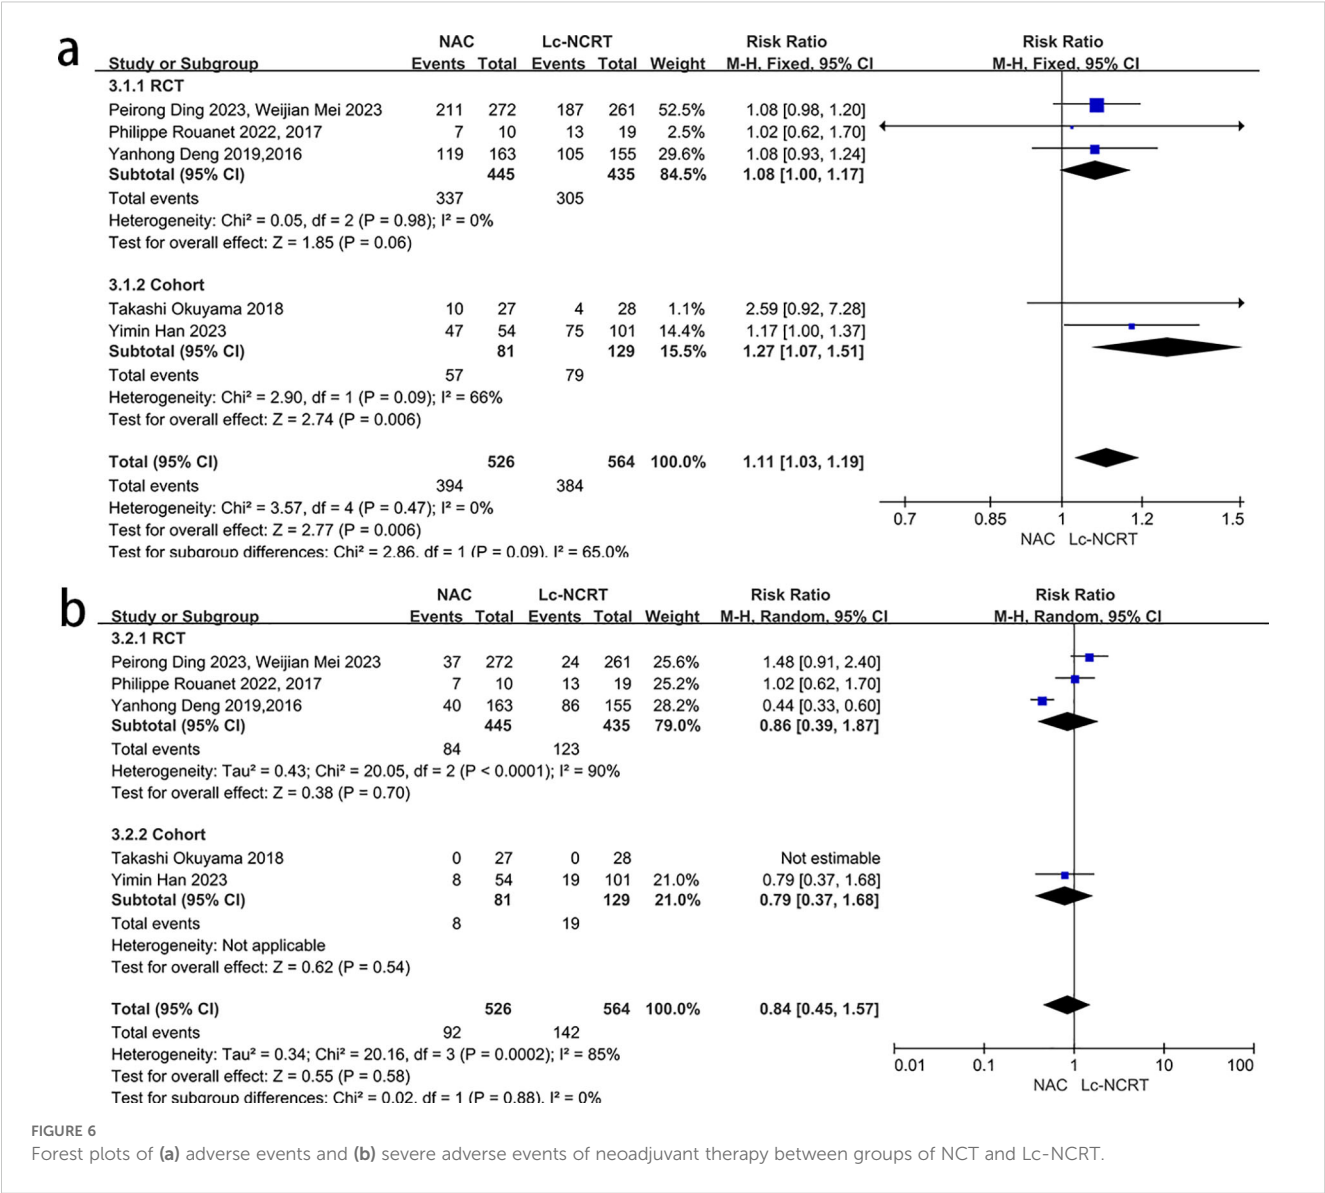 a
NAC Lc-NCRT Risk Ratio Risk Ratio
Study or Subgroup Events Total Events Total Weight M-H, Fixed, 95% CI M-H, Fixed, 95% CI
3.1.1 RCT
Peirong Ding 2023, Weijian Mei 2023 211 272 187 261 52.5% 1.08 [0.98, 1.20]
Philippe Rouanet 2022, 2017 7 10 13 19 2.5% 1.02 [0.62, 1.70]
Yanhong Deng 2019,2016 119 163 105 155 29.6% 1.08 [0.93, 1.24]
Subtotal (95% CI) 445 435 84.5% 1.08 [1.00, 1.17]
Total events 337 305
Heterogeneity: Chi² = 0.05, df = 2 (P = 0.98); I² = 0%
Test for overall effect: Z = 1.85 (P = 0.06)
3.1.2 Cohort
Takashi Okuyama 2018 10 27 4 28 1.1% 2.59 [0.92, 7.28]
Yimin Han 2023 47 54 75 101 14.4% 1.17 [1.00, 1.37]
Subtotal (95% CI) 81 129 15.5% 1.27 [1.07, 1.51]
Total events 57 79
Heterogeneity: Chi² = 2.90, df = 1 (P = 0.09); I² = 66%
Test for overall effect: Z = 2.74 (P = 0.006)
Total (95% CI) 526 564 100.0% 1.11 [1.03, 1.19]
Total events 394 384
Heterogeneity: Chi² = 3.57, df = 4 (P = 0.47); I² = 0%
Test for overall effect: Z = 2.77 (P = 0.006)
Test for subgroup differences: Chi² = 2.86, df = 1 (P = 0.09), I² = 65.0%
0.7 0.85 1 1.2 1.5
NAC Lc-NCRT
b
NAC Lc-NCRT Risk Ratio Risk Ratio
Study or Subgroup Events Total Events Total Weight M-H, Random, 95% CI M-H, Random, 95% CI
3.2.1 RCT
Peirong Ding 2023, Weijian Mei 2023 37 272 24 261 25.6% 1.48 [0.91, 2.40]
Philippe Rouanet 2022, 2017 7 10 13 19 25.2% 1.02 [0.62, 1.70]
Yanhong Deng 2019,2016 40 163 86 155 28.2% 0.44 [0.33, 0.60]
Subtotal (95% CI) 445 435 79.0% 0.86 [0.39, 1.87]
Total events 84 123
Heterogeneity: Tau² = 0.43; Chi² = 20.05, df = 2 (P < 0.0001); I² = 90%
Test for overall effect: Z = 0.38 (P = 0.70)
3.2.2 Cohort
Takashi Okuyama 2018 0 27 0 28 Not estimable
Yimin Han 2023 8 54 19 101 21.0% 0.79 [0.37, 1.68]
Subtotal (95% CI) 81 129 21.0% 0.79 [0.37, 1.68]
Total events 8 19
Heterogeneity: Not applicable
Test for overall effect: Z = 0.62 (P = 0.54)
Total (95% CI) 526 564 100.0% 0.84 [0.45, 1.57]
Total events 92 142
Heterogeneity: Tau² = 0.34; Chi² = 20.16, df = 3 (P = 0.0002); I² = 85%
Test for overall effect: Z = 0.55 (P = 0.58)
Test for subgroup differences: Chi² = 0.02, df = 1 (P = 0.88), I² = 0%
0.01 0.1 1 10 100
NAC Lc-NCRT
FIGURE 6
Forest plots of (a) adverse events and (b) severe adverse events of neoadjuvant therapy between groups of NCT and Lc-NCRT.